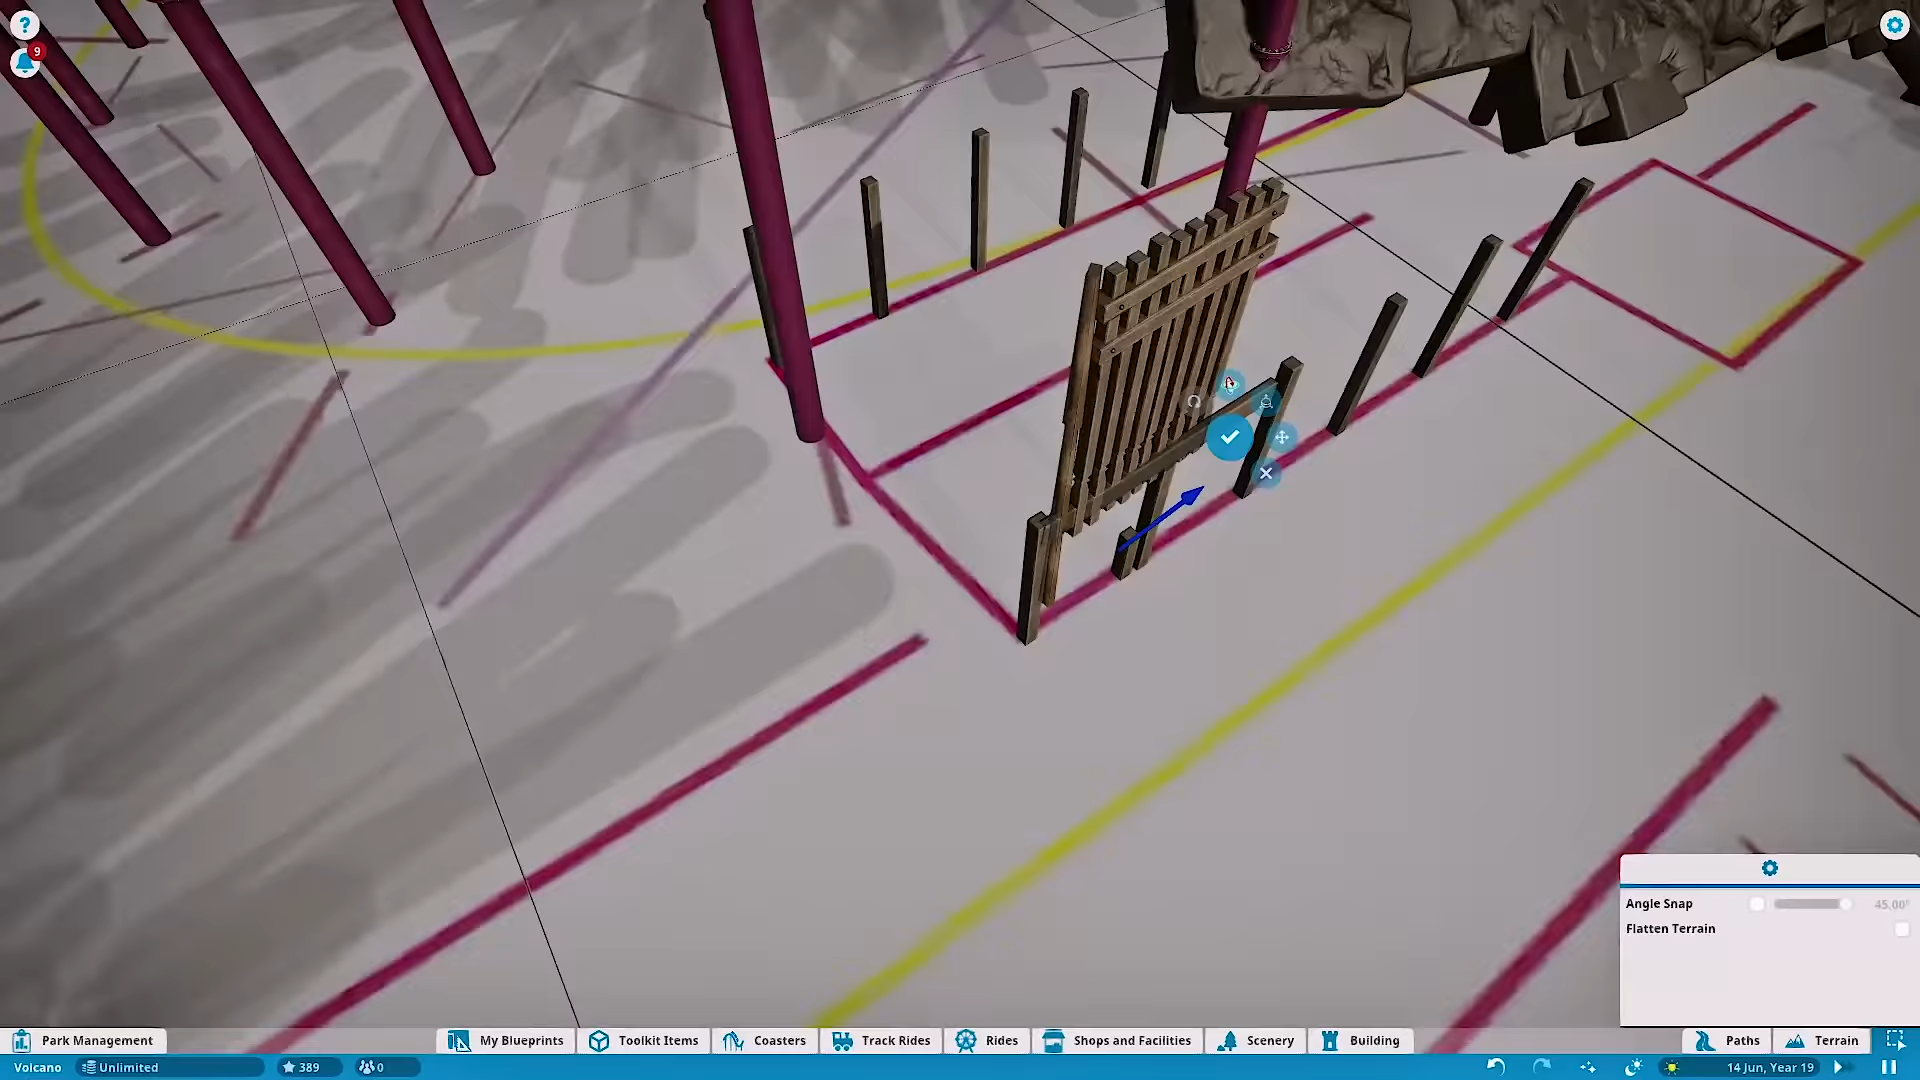 ?
9
Angle Snap 45.00°
Flatten Terrain
Park Management
My Blueprints
Toolkit Items
Coasters
Track Rides
Rides
Shops and Facilities
Scenery
Building
Paths
Terrain
Volcano
Unlimited
389
0
14 Jun, Year 19